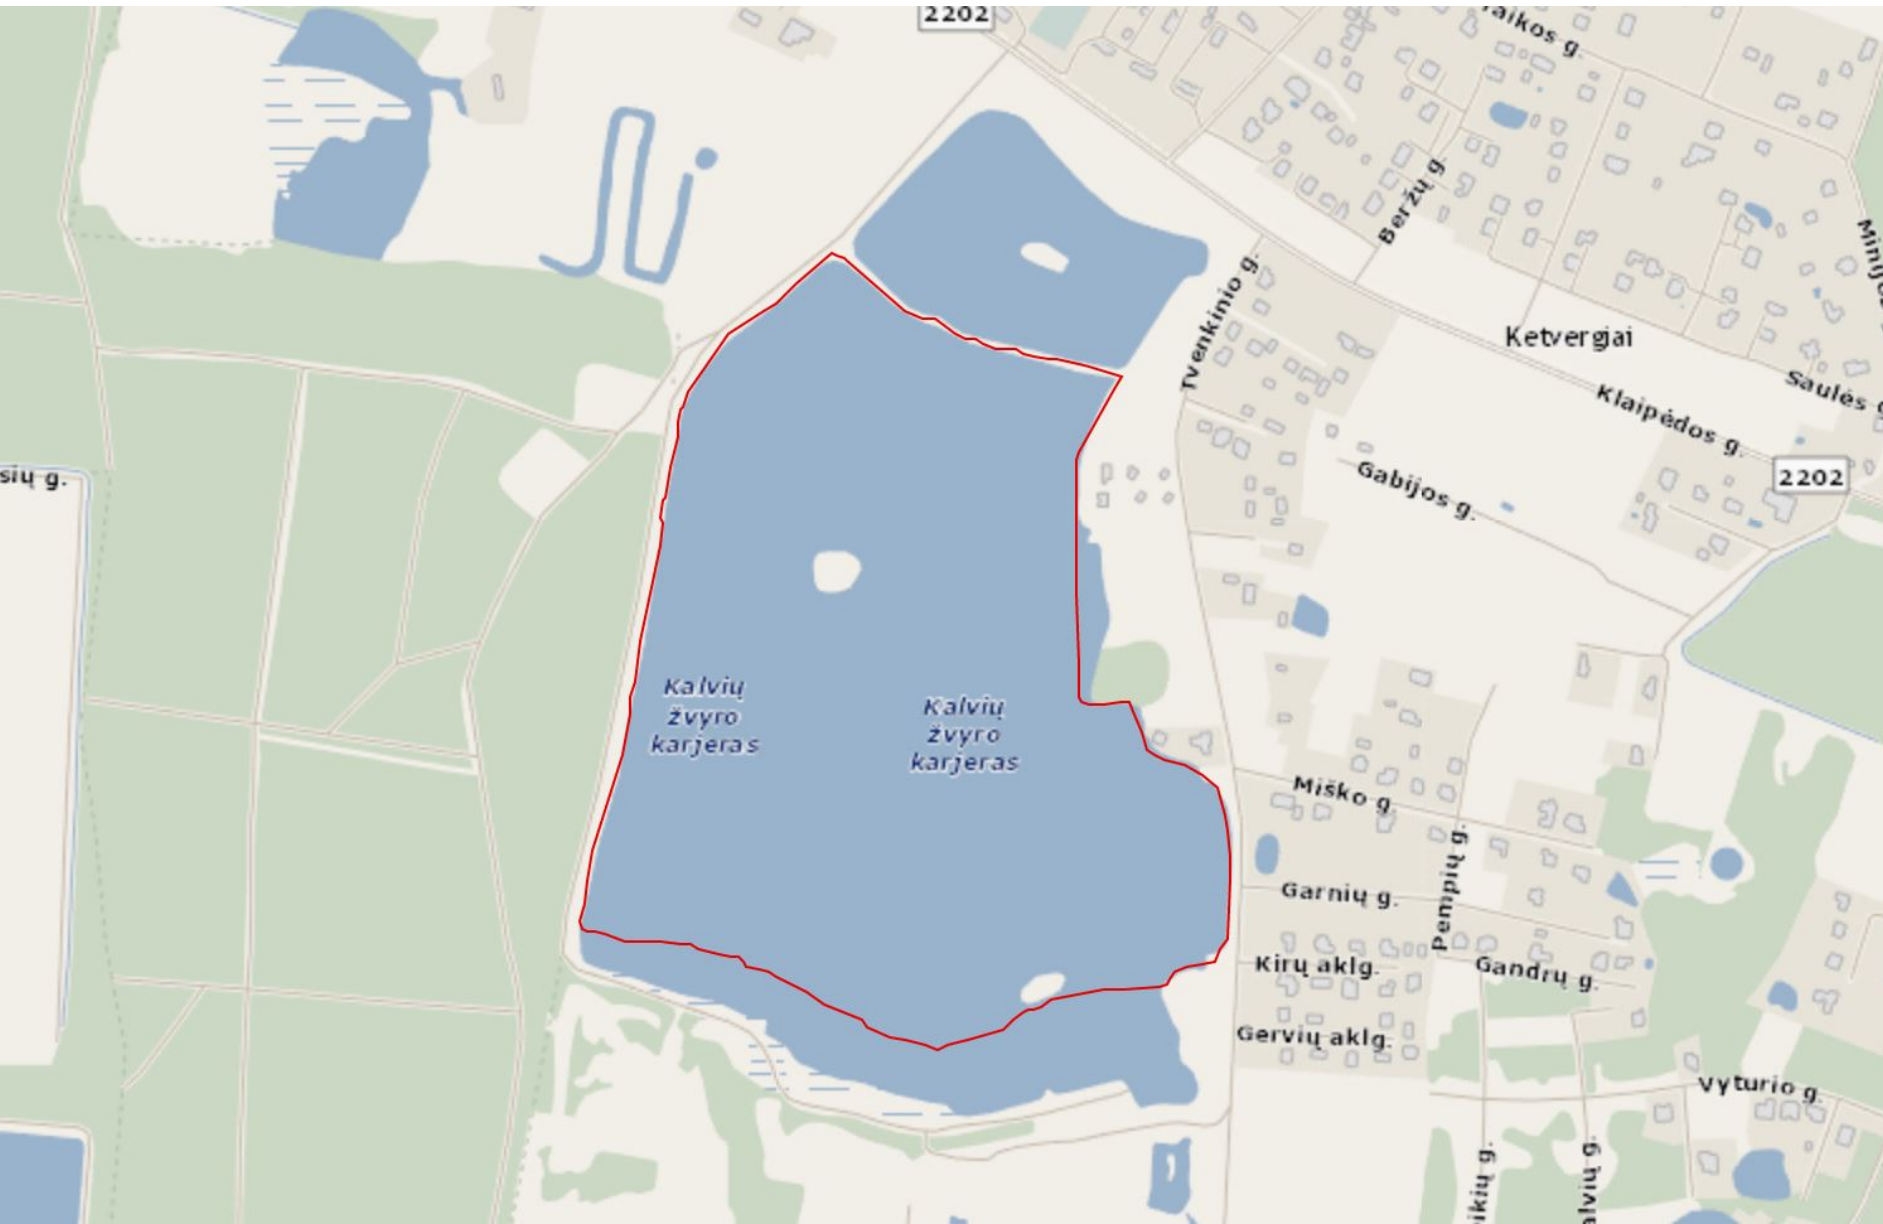 2202
Beržų g.
Tvenkinio g.
Ketvergiai
Saulės g
Klaipėdos g.
2202
Gabijos g.
sių g.
Kalvių
žvyro
karjeras
Kalvių
žvyro
karjeras
Miško g.
Garnių g.
Pempių g.
Kirų aklg.
Gandrų g.
Gervių aklg.
Vyturio g.